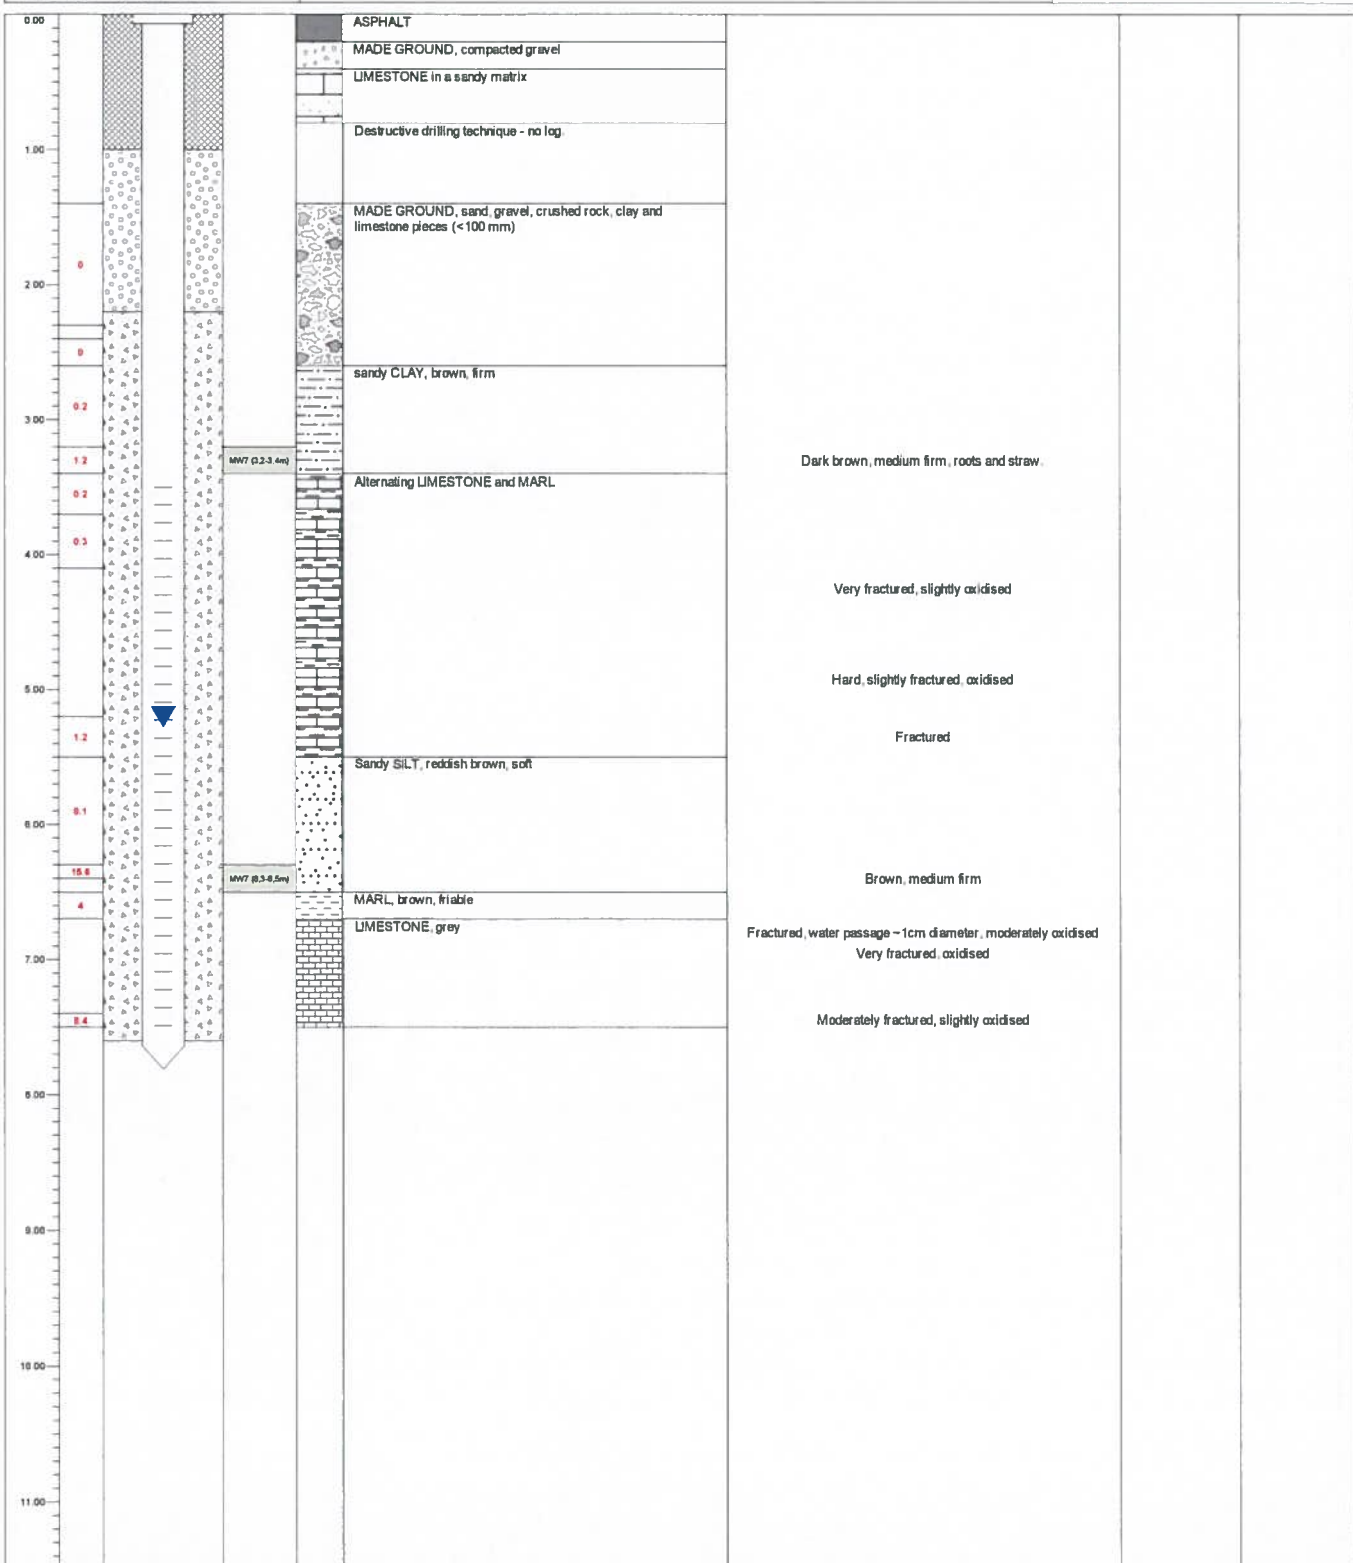 0.00
ASPHALT
MADE GROUND, compacted gravel
LIMESTONE in a sandy matrix
Destructive drilling technique - no log
1.00
MADE GROUND, sand, gravel, crushed rock, clay and
limestone pieces (<100 mm)
0
2.00
0
sandy CLAY, brown, firm
0.2
3.00
1.2
MW7 (3,2-3,4m)
Dark brown, medium firm, roots and straw
Alternating LIMESTONE and MARL
0.2
0.3
4.00
Very fractured, slightly oxidised
Hard, slightly fractured, oxidised
5.00
1.2
Fractured
Sandy SILT, reddish brown, soft
6.00
MW7 (6,3-6,5m)
Brown, medium firm
4
MARL, brown, friable
LIMESTONE, grey
Fractured, water passage ~1cm diameter, moderately oxidised
Very fractured, oxidised
7.00
Moderately fractured, slightly oxidised
9.00
10.00
11.00